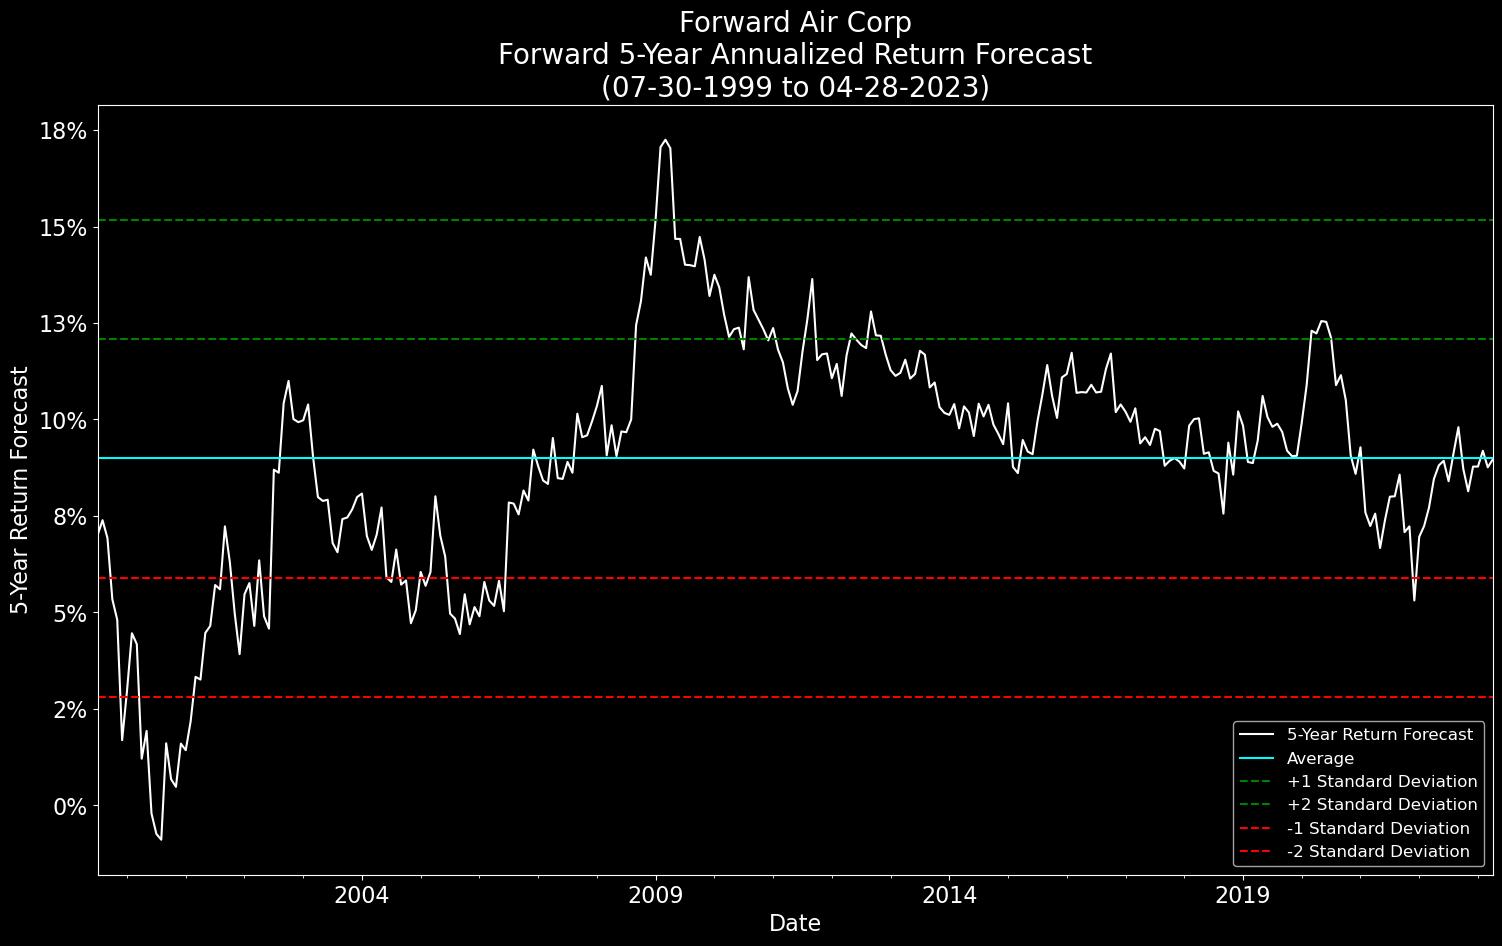 Forward Air Corp
Forward 5-Year Annualized Return Forecast
(07-30-1999 to 04-28-2023)
18%
15%
13%
10%
8%
5%
2%
0%
5-Year Return Forecast
2004
2009
2014
2019
Date
5-Year Return Forecast
Average
+1 Standard Deviation
+2 Standard Deviation
-1 Standard Deviation
-2 Standard Deviation